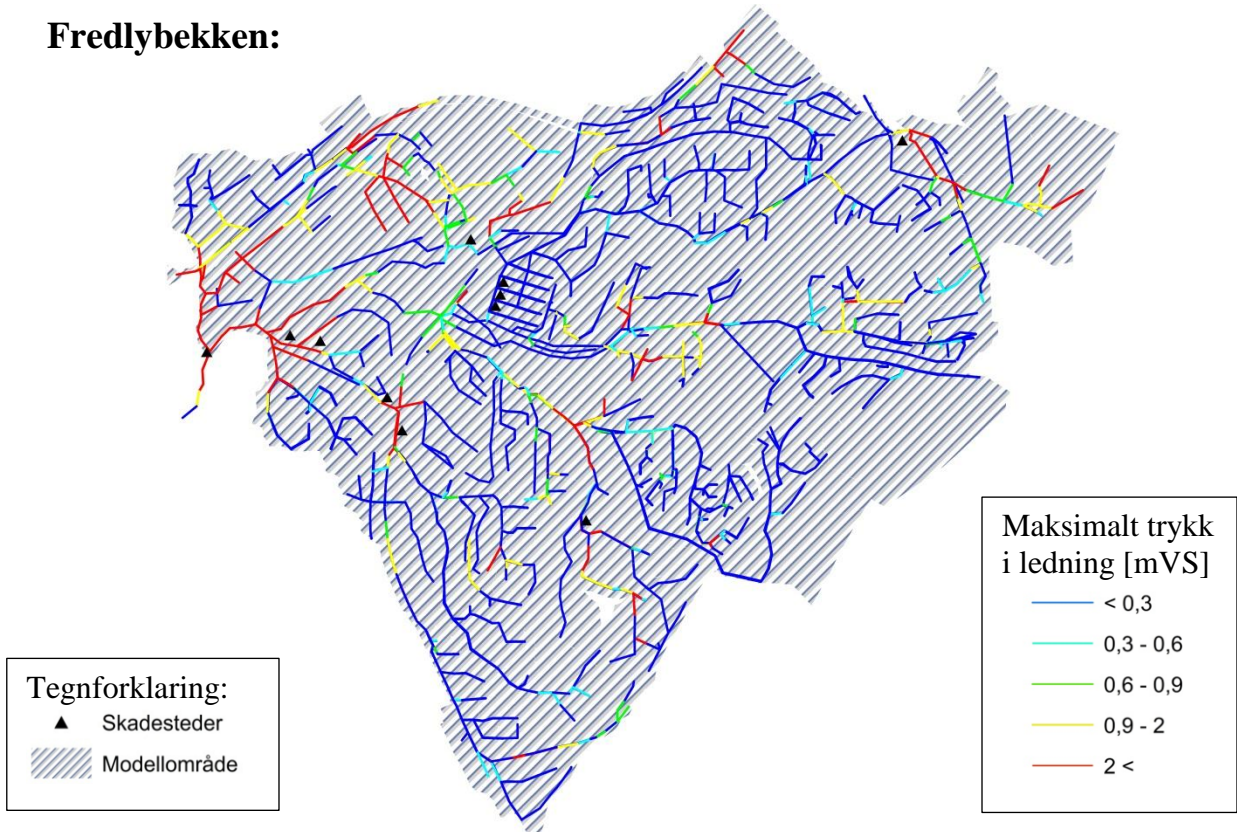 Fredlybekken:
Tegnforklaring:
Skadesteder
Modellområde
Maksimalt trykk
i ledning [mVS]
< 0,3
0,3 - 0,6
0,6 - 0,9
0,9 - 2
2 <